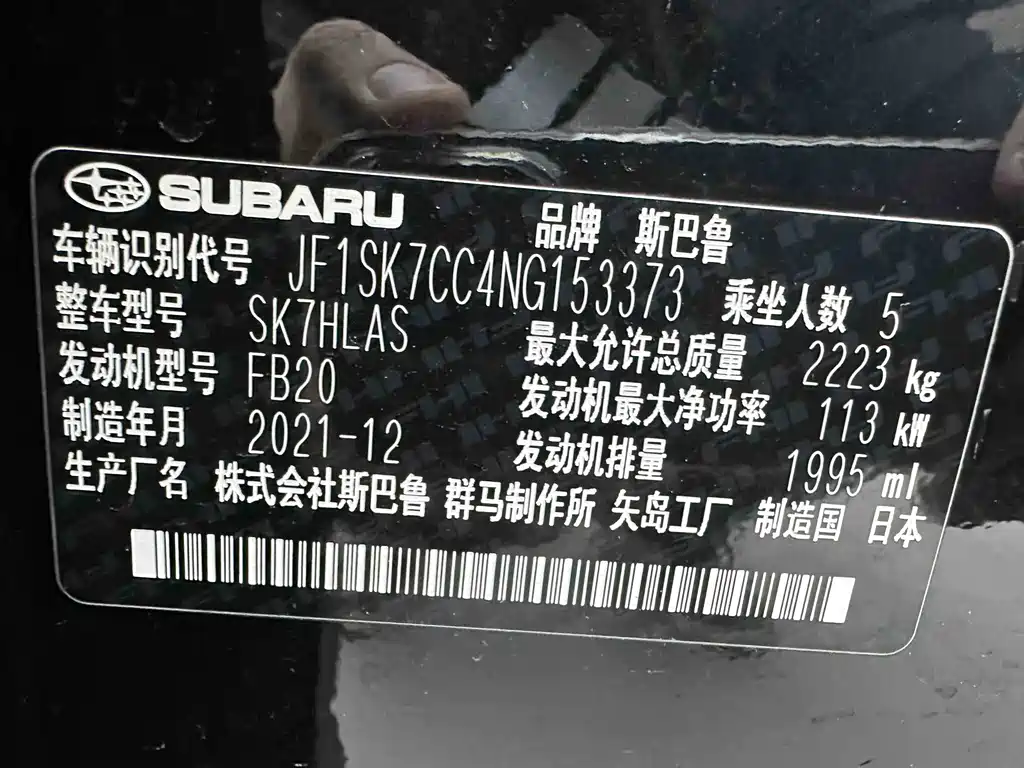 SUBARU 品牌 斯巴鲁
车辆识别代号 JF1SK7CC4NG153373 乘坐人数 5
整车型号 SK7HLAS 最大允许总质量 2223 kg
发动机型号 FB20 发动机最大净功率 113 kW
制造年月 2021-12 发动机排量 1995 ml
生产厂名 株式会社斯巴鲁 群马制作所 矢岛工厂 制造国 日本